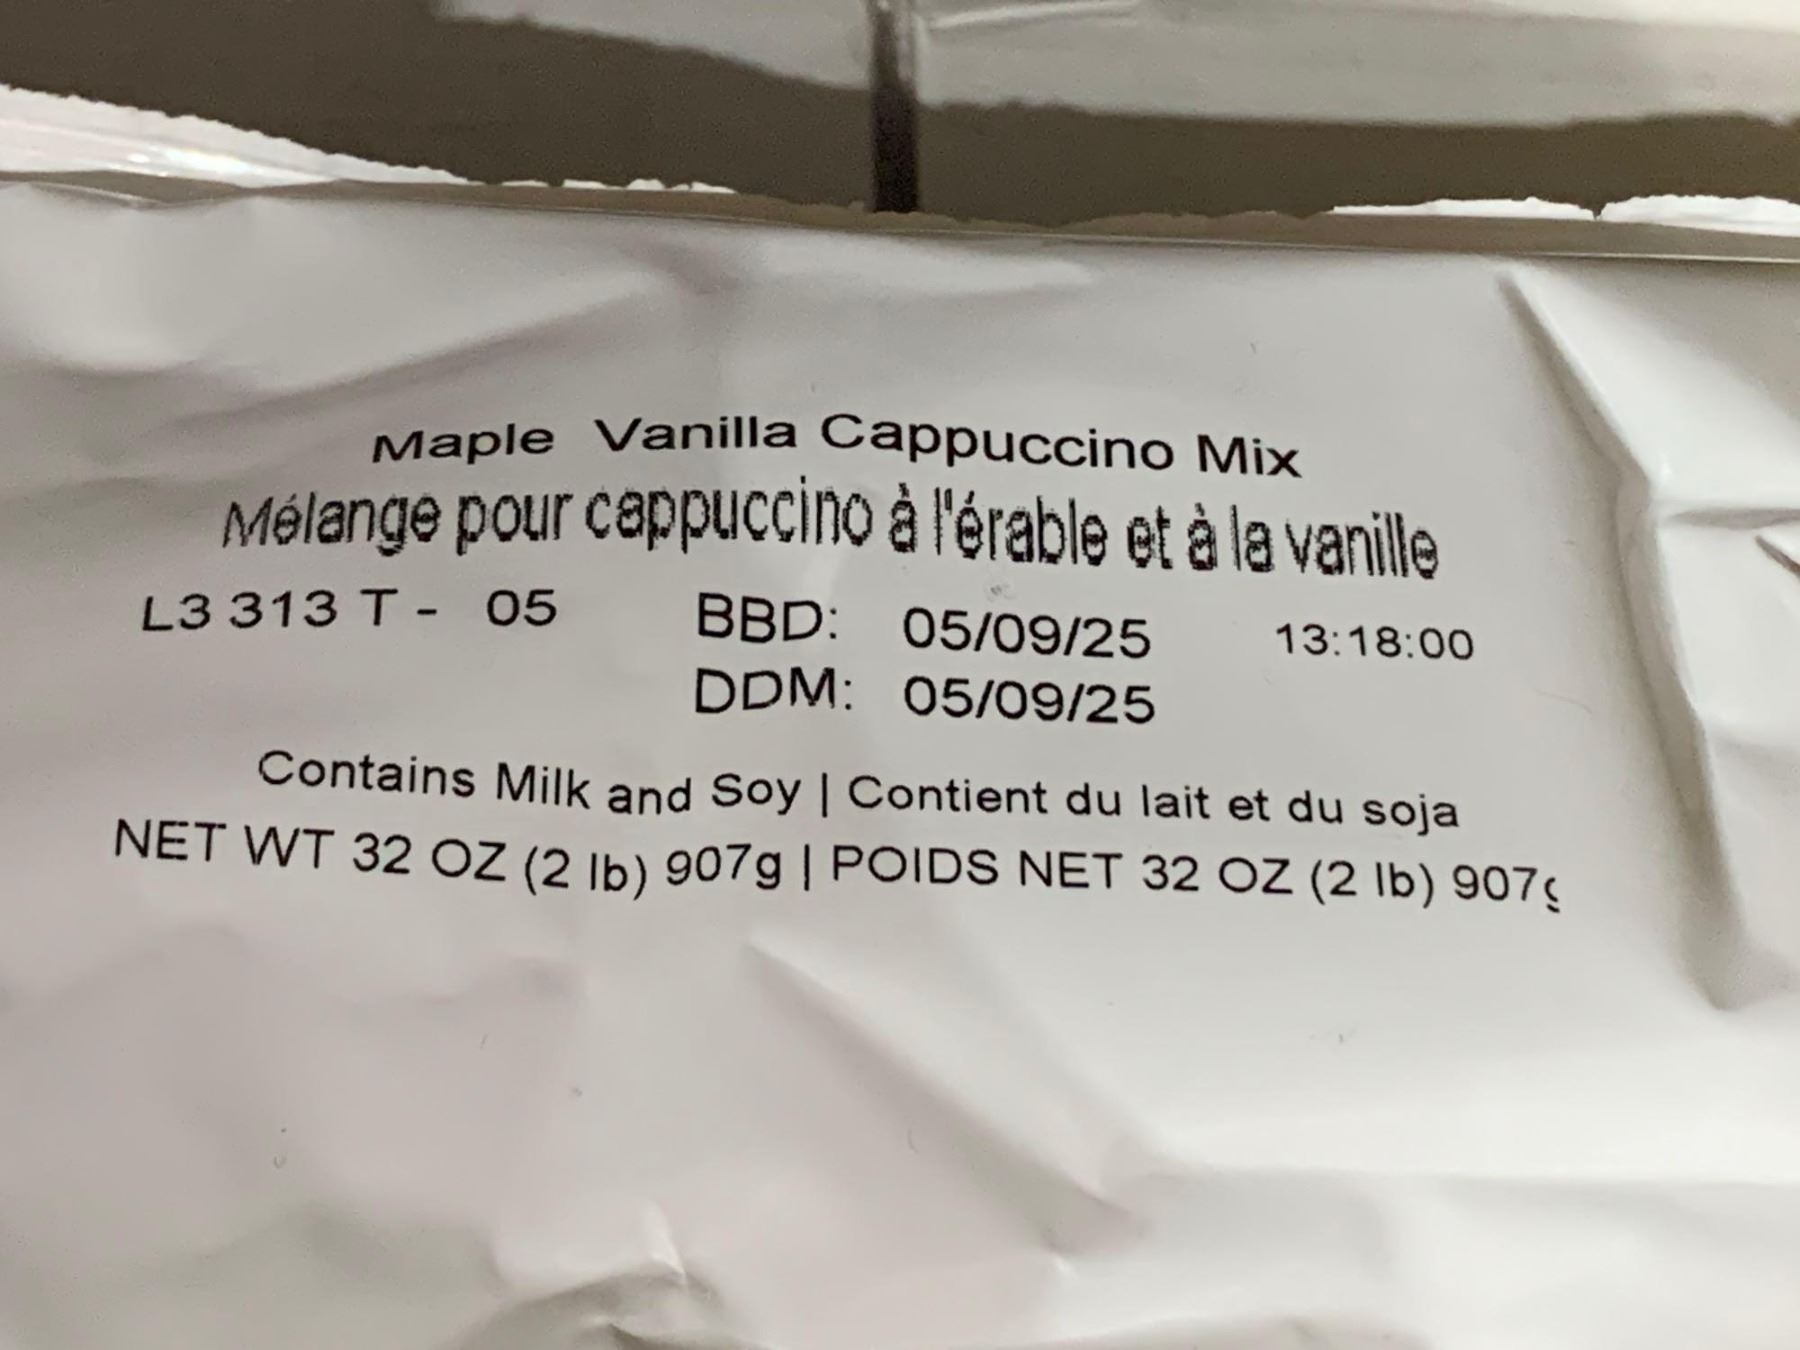 Maple Vanilla Cappuccino Mix
Mélange pour cappuccino à l'érable et à la vanille
L3 313 T - 05 BBD: 05/09/25 13:18:00
DDM: 05/09/25
Contains Milk and Soy | Contient du lait et du soja
NET WT 32 OZ (2 lb) 907g | POIDS NET 32 OZ (2 lb) 907g